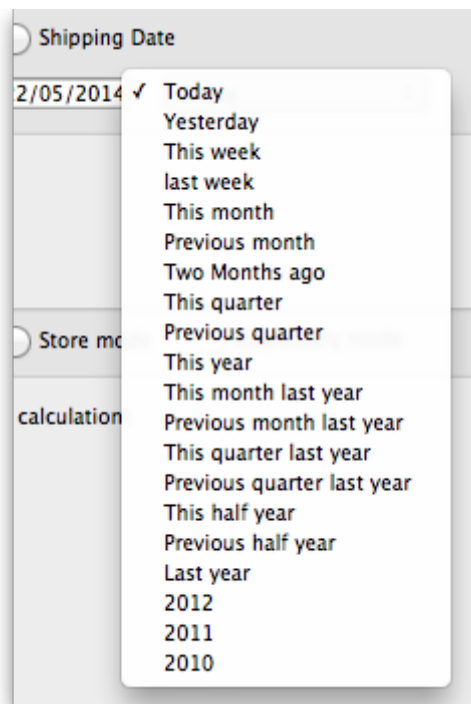 Shipping Date
2/05/2014 ✓ Today
Yesterday
This week
last week
This month
Previous month
Two Months ago
This quarter
Previous quarter
Store mo
This year
This month last year
calculation
Previous month last year
This quarter last year
Previous quarter last year
This half year
Previous half year
Last year
2012
2011
2010